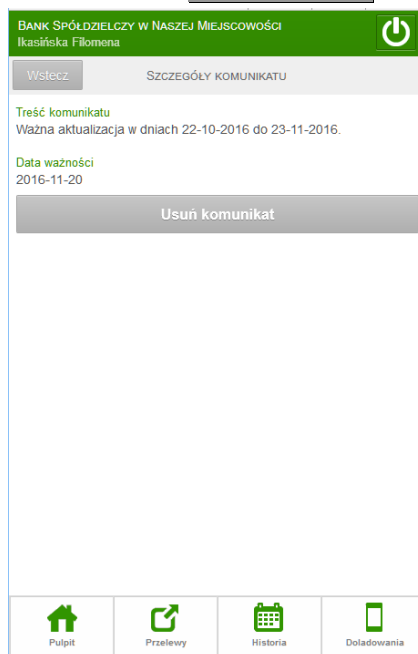 BANK SPÓŁDZIELCZY W NASZEJ MIEJSCOWOŚCI
Ikasińska Filomena
Wstecz
SZCZEGÓŁY KOMUNIKATU
Treść komunikatu
Ważna aktualizacja w dniach 22-10-2016 do 23-11-2016.
Data ważności
2016-11-20
Usuń komunikat
Pulpit
Przelewy
Historia
Doladowania